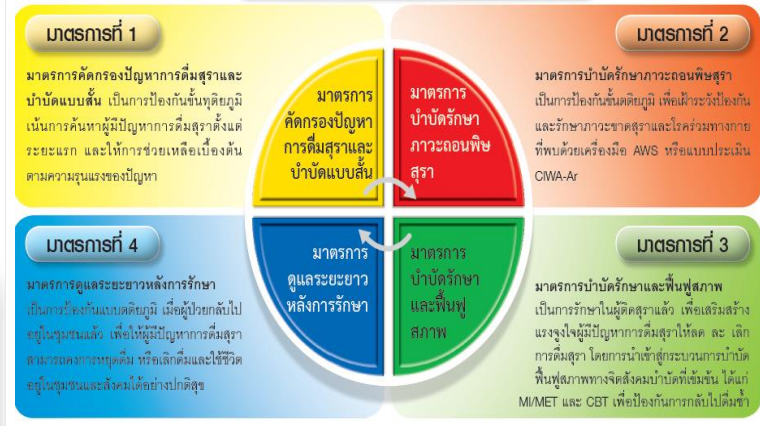 มาตรการที่ 1
มาตรการคัดกรองปัญหาการดื่มสุราและ
บำบัดแบบสั้น เป็นการป้องกันขั้นทุติยภูมิ
เน้นการค้นหาผู้มีปัญหาการดื่มสุราตั้งแต่
ระยะแรก และให้การช่วยเหลือเบื้องต้น
ตามความรุนแรงของปัญหา
มาตรการ
คัดกรองปัญหา
การดื่มสุราและ
บำบัดแบบสั้น
มาตรการ
บำบัดรักษา
ภาวะถอนพิษ
สุรา
มาตรการที่ 2
มาตรการบำบัดรักษาภาวะถอนพิษสุรา
เป็นการป้องกันขั้นตติยภูมิ เพื่อเฝ้าระวังป้องกัน
และรักษาภาวะขาดสุราและโรคร่วมทางกาย
ที่พบด้วยเครื่องมือ AWS หรือแบบประเมิน
CIWA-Ar
มาตรการที่ 4
มาตรการดูแลระยะยาวหลังการรักษา
เป็นการป้องกันแบบตติยภูมิ เมื่อผู้ป่วยกลับไป
อยู่ในชุมชนแล้ว เพื่อให้ผู้มีปัญหาการดื่มสุรา
สามารถคงการหยุดดื่ม หรือเลิกดื่มและใช้ชีวิต
อยู่ในชุมชนและสังคมได้อย่างปกติสุข
มาตรการ
ดูแลระยะยาว
หลังการรักษา
มาตรการ
บำบัดรักษา
และฟื้นฟู
สภาพ
มาตรการที่ 3
มาตรการบำบัดรักษาและฟื้นฟูสภาพ
เป็นการรักษาในผู้ติดสุราแล้ว เพื่อเสริมสร้าง
แรงจูงใจผู้มีปัญหาการดื่มสุราให้ลด ละ เลิก
การดื่มสุรา โดยการนำเข้าสู่กระบวนการบำบัด
ฟื้นฟูสภาพทางจิตสังคมบำบัดที่เข้มข้น ได้แก่
MI/MET และ CBT เพื่อป้องกันการกลับไปดื่มซ้ำ